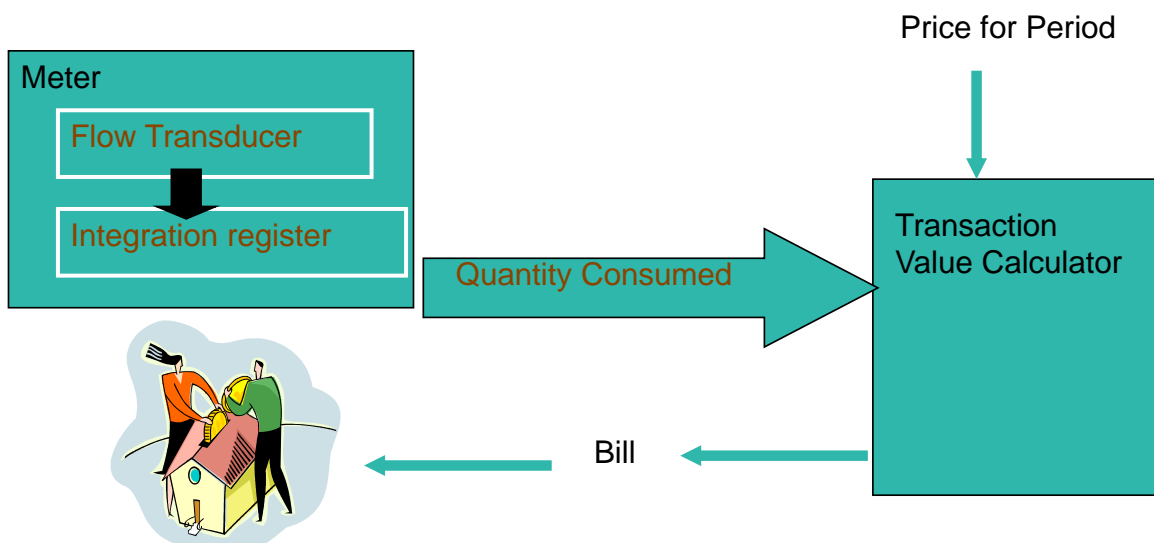 Price for Period
Meter
Flow Transducer
Integration register
Quantity Consumed
Transaction
Value Calculator
Bill